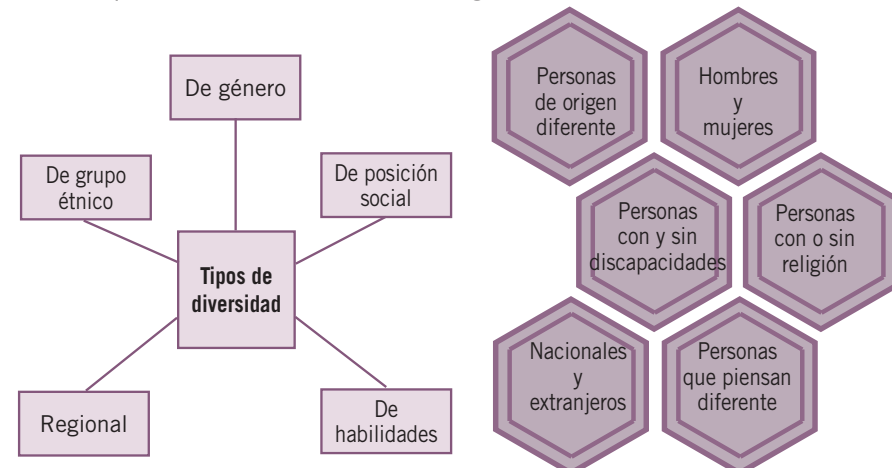 De género
De grupo
étnico
De posición
social
Tipos de
diversidad
Regional
De
habilidades
Personas
de origen
diferente
Hombres
y
mujeres
Personas
con y sin
discapacidades
Personas
con o sin
religión
Nacionales
y
extranjeros
Personas
que piensan
diferente